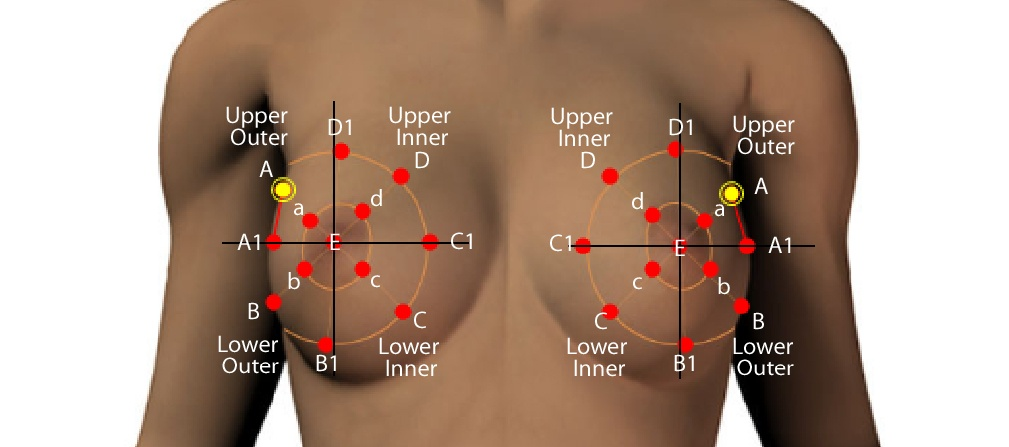 Upper
Outer
D1
Upper
Inner
D
A
a
d
A1
E
C1
b
c
B
C
Lower
Outer
B1
Lower
Inner
Upper
Inner
D1
Upper
Outer
D
A
d
a
C1
E
A1
c
b
C
B
Lower
Inner
B1
Lower
Outer